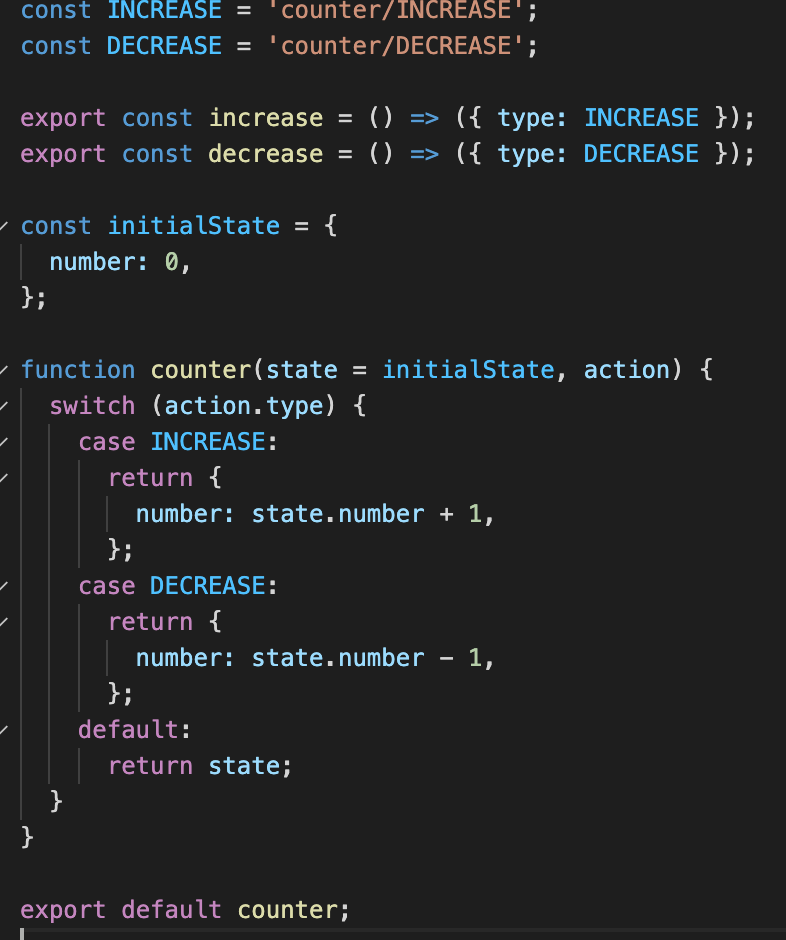 const INCREASE = 'counter/INCREASE';
const DECREASE = 'counter/DECREASE';

export const increase = () => ({ type: INCREASE });
export const decrease = () => ({ type: DECREASE });

const initialState = {
  number: 0,
};

function counter(state = initialState, action) {
  switch (action.type) {
    case INCREASE:
      return {
        number: state.number + 1,
      };
    case DECREASE:
      return {
        number: state.number - 1,
      };
    default:
      return state;
  }
}

export default counter;